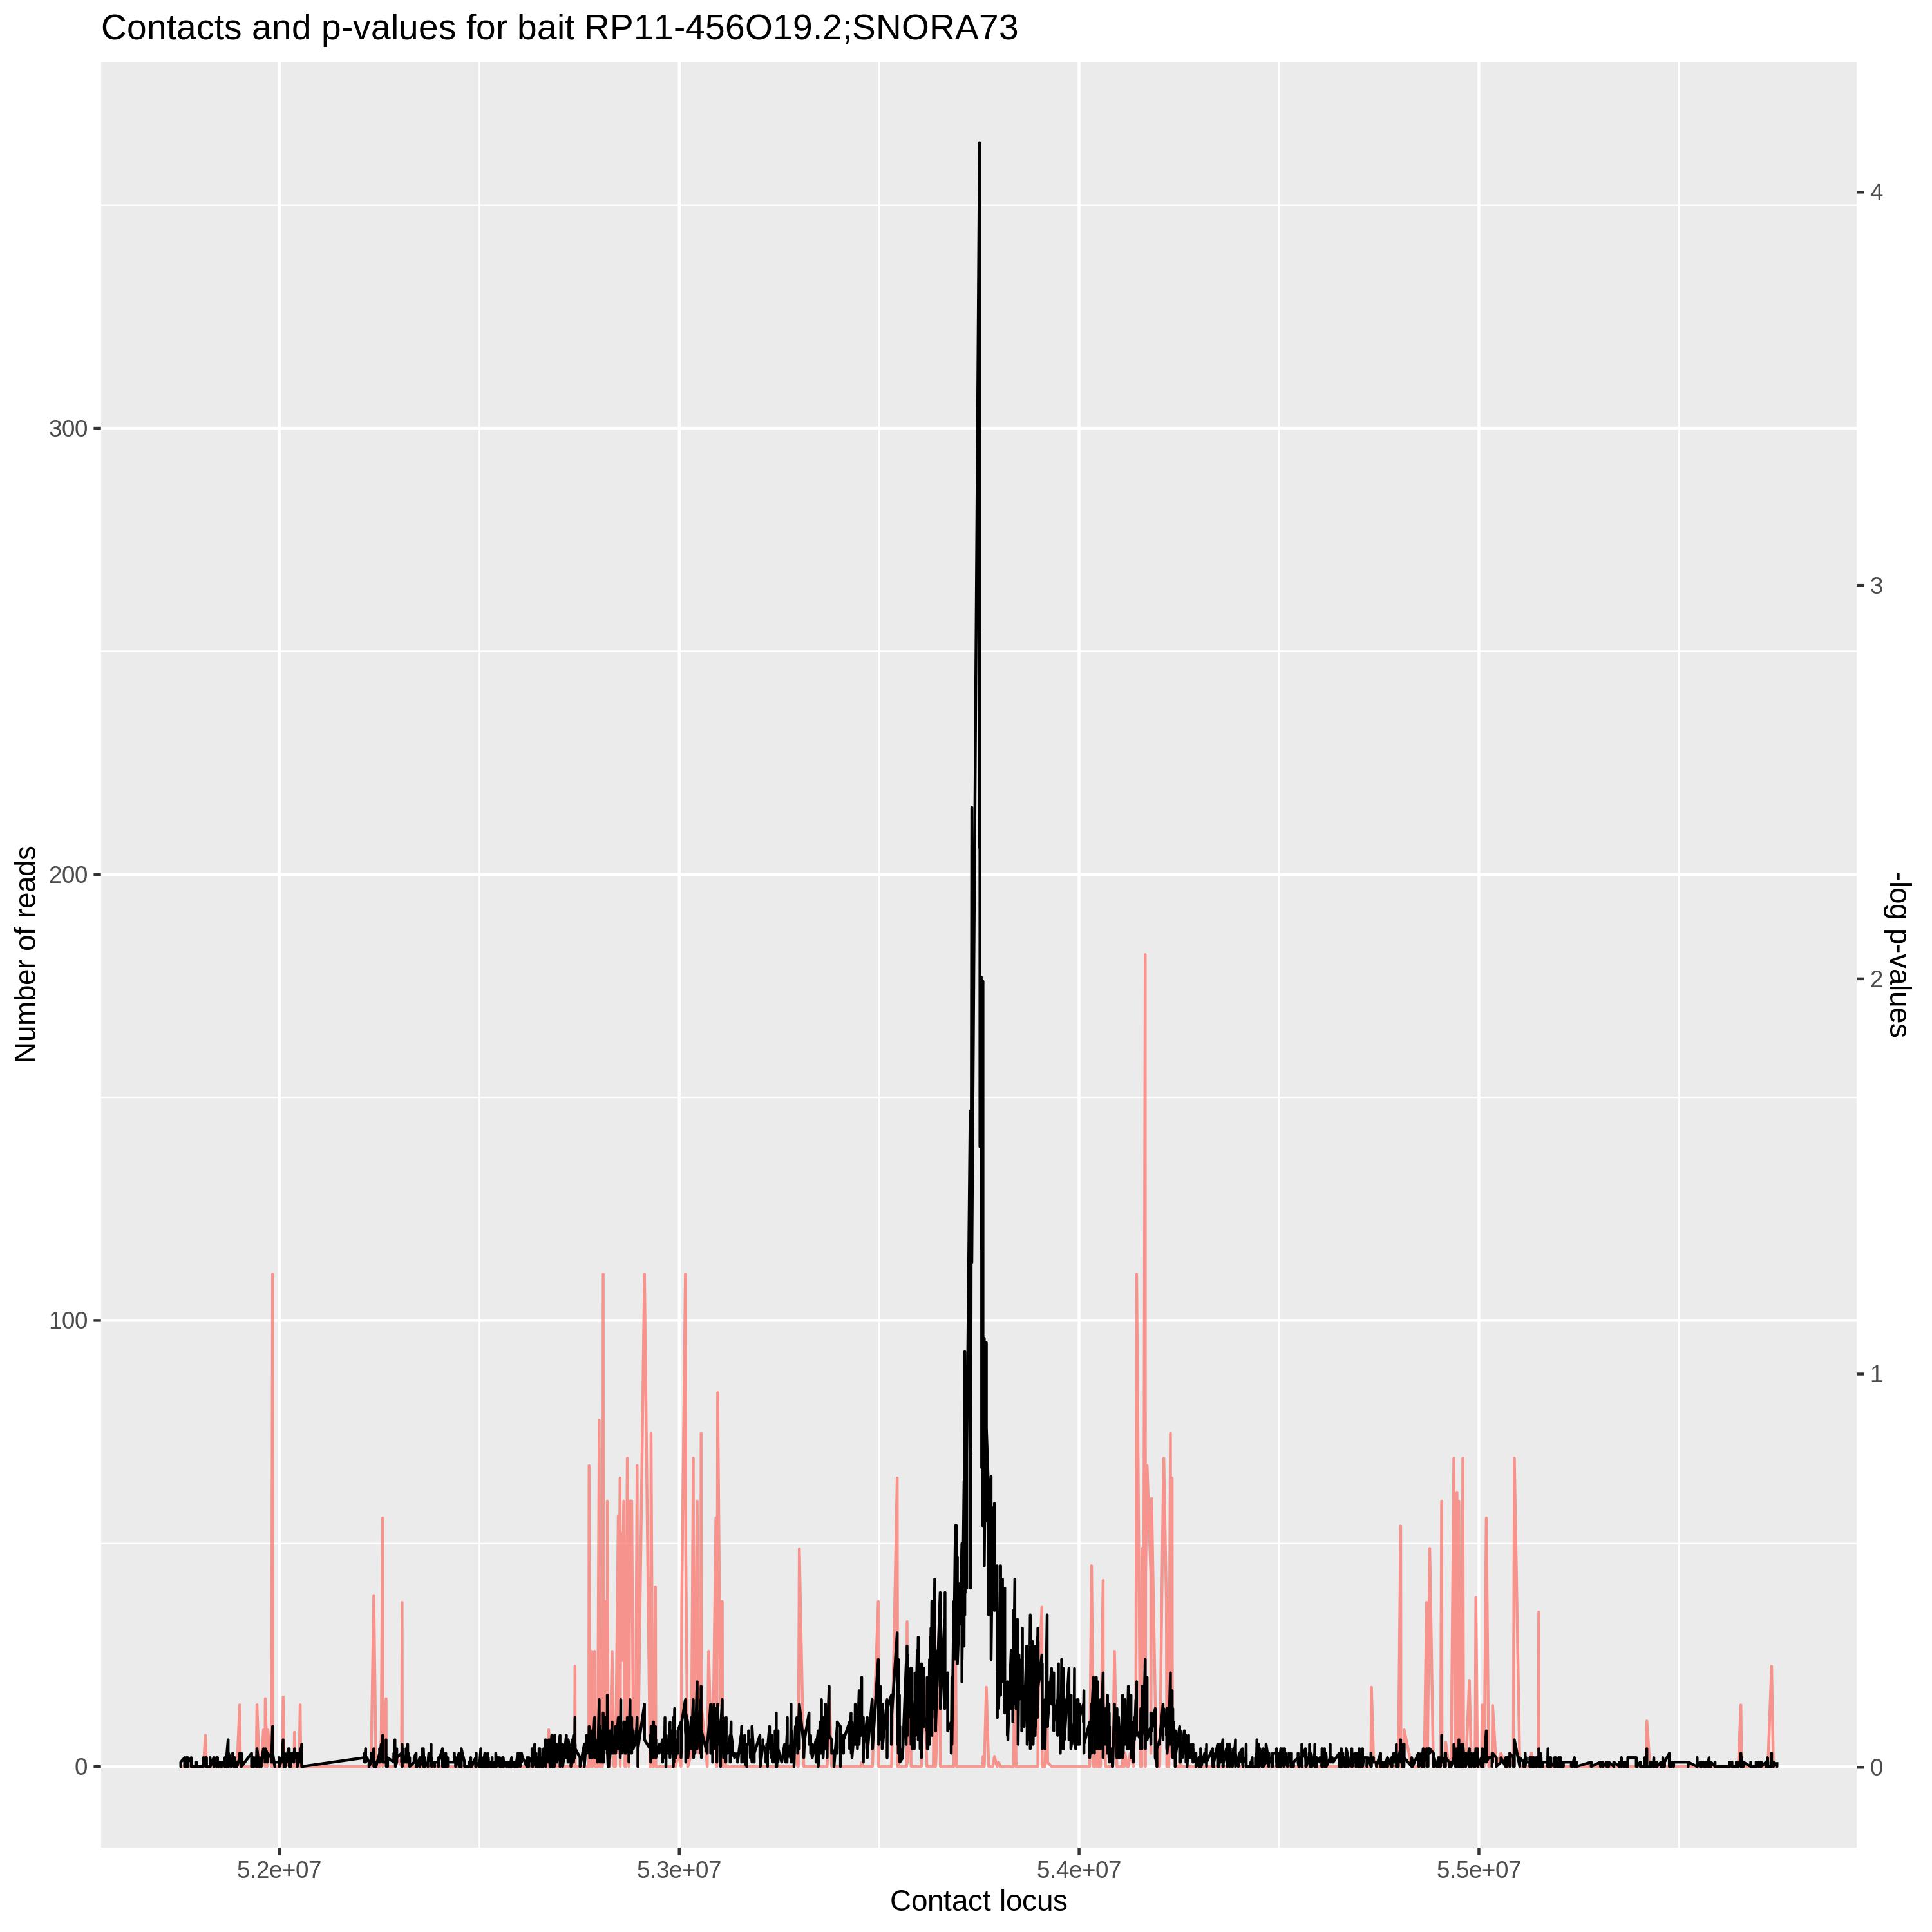 Contacts and p-values for bait RP11-456O19.2;SNORA73
Number of reads
300
200
100
0
4
3
2
1
0
-log p-values
5.2e+07
5.3e+07
5.4e+07
5.5e+07
Contact locus